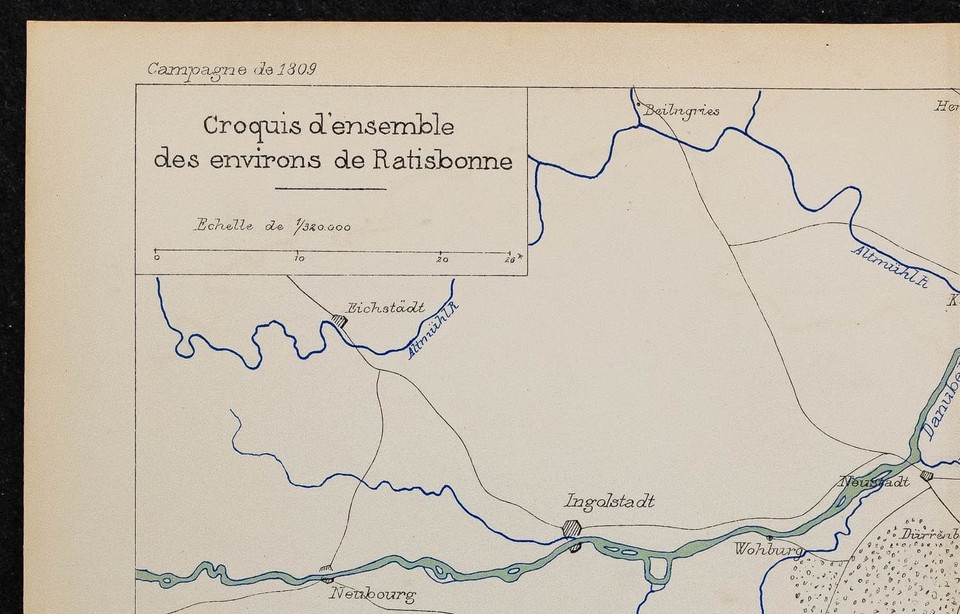 Campagne de 1809
Croquis d'ensemble
des environs de Ratisbonne
Echelle de 1/320.000
0 10 20 25 K
Beilngries
Altmühl R
Eichstädt
Altmühl R
Danube
Neustadt
Ingolstadt
Wohburg
Neubourg